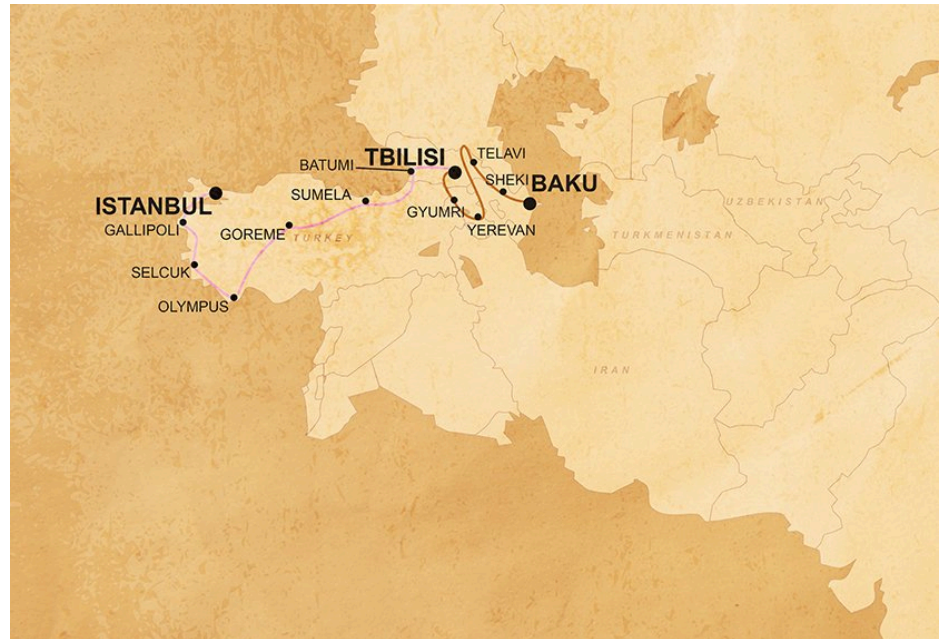 TELAVI
TBILISI
BATUMI
SHEKI
BAKU
SUMELA
ISTANBUL
GYUMRI
UZBEKISTAN
GALLIPOLI
GOREME
TURKEY
YEREVAN
TURKMENISTAN
SELCUK
OLYMPUS
IRAN